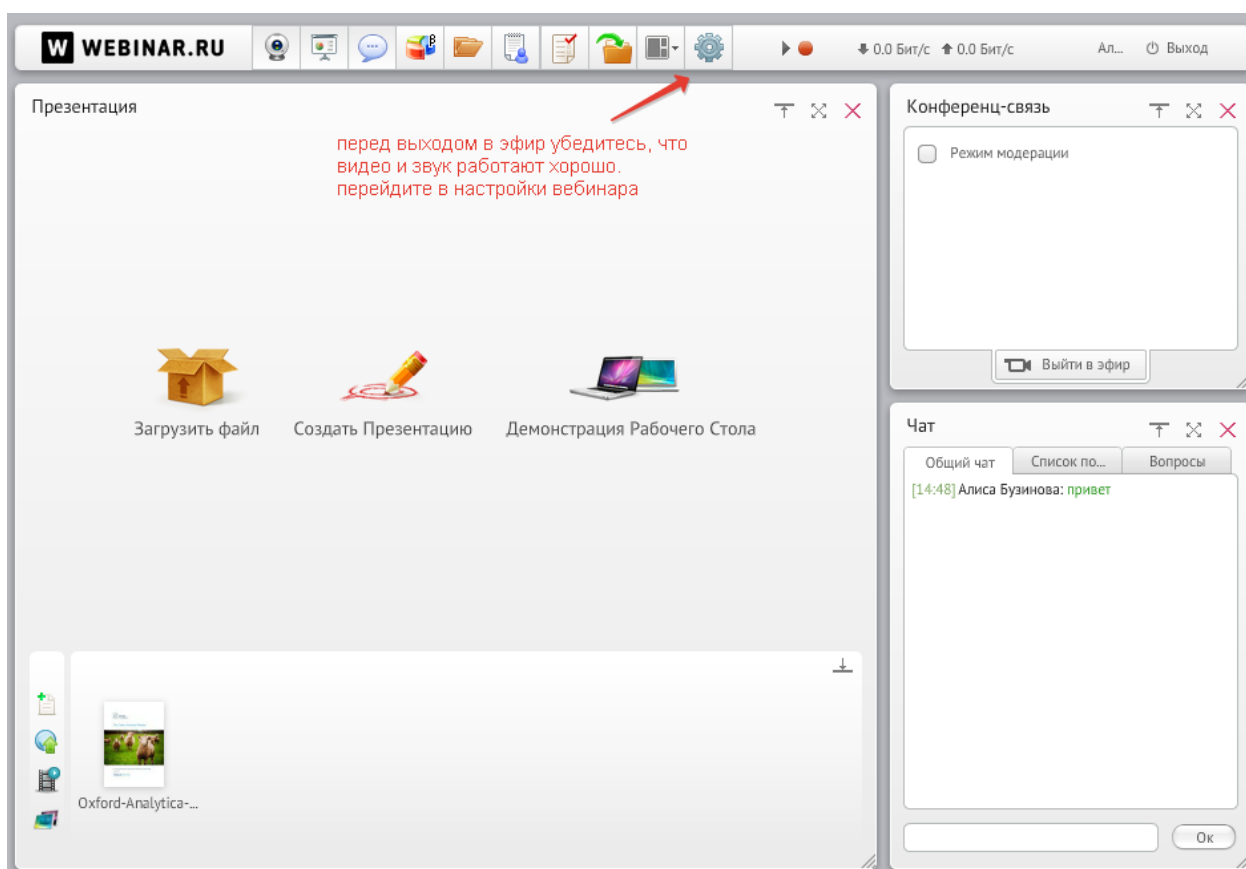 W WEBINAR.RU
0.0 Бит/с 0.0 Бит/с Ал... Выход
Презентация
перед выходом в эфир убедитесь, что
видео и звук работают хорошо.
перейдите в настройки вебинара
Загрузить файл Создать Презентацию Демонстрация Рабочего Стола
Oxford-Analytica-...
Конференц-связь
Режим модерации
Выйти в эфир
Чат
Общий чат Список по... Вопросы
[14:48] Алиса Бузинова: привет
Ок